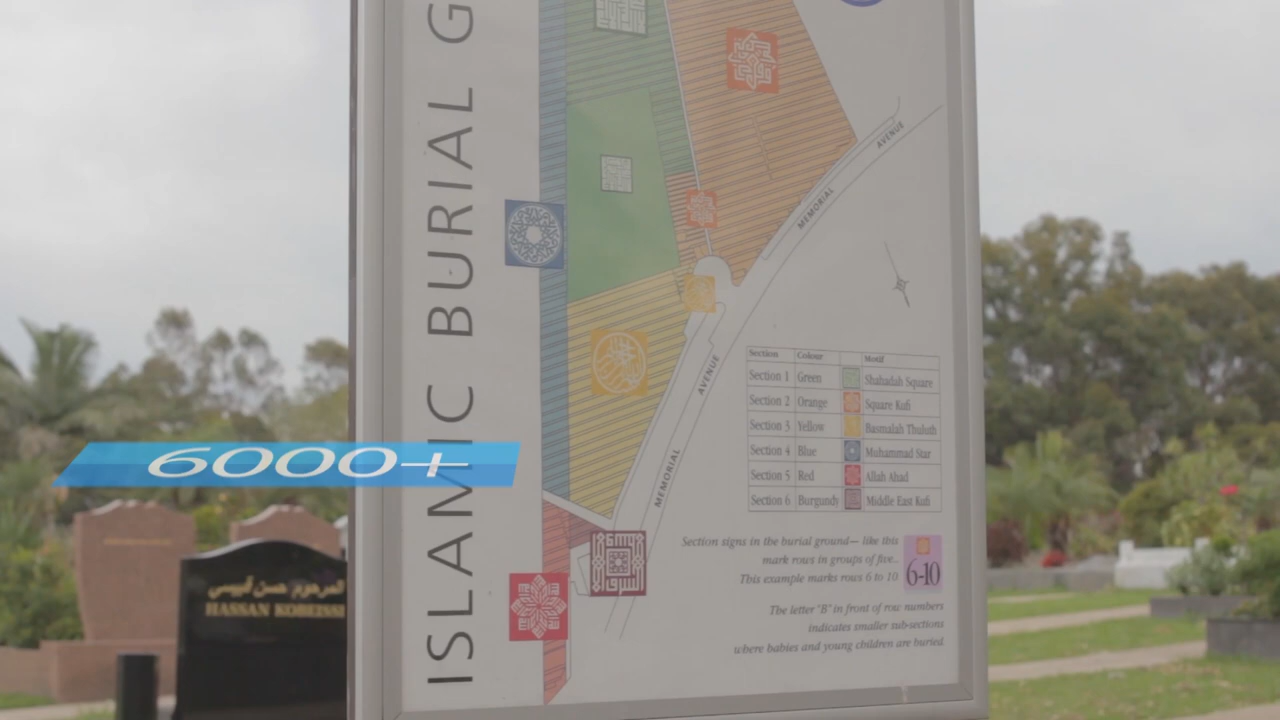 ISLAMIC BURIAL G
AVENUE
MEMORIAL
AVENUE
MEMORIAL
Section Colour Motif
Section 1 Green Shahadah Square
Section 2 Orange Square Kufi
Section 3 Yellow Basmalah Thuluth
Section 4 Blue Muhammad Star
Section 5 Red Allah Ahad
Section 6 Burgundy Middle East Kufi
6000+
Section signs in the burial ground— like this
mark rows in groups of five..
This example marks rows 6 to 10
6-10
The letter "B" in front of row numbers
indicates smaller sub-sections
where babies and young children are buried
المرحوم حسن قبيسي
HASSAN KOBEISSI